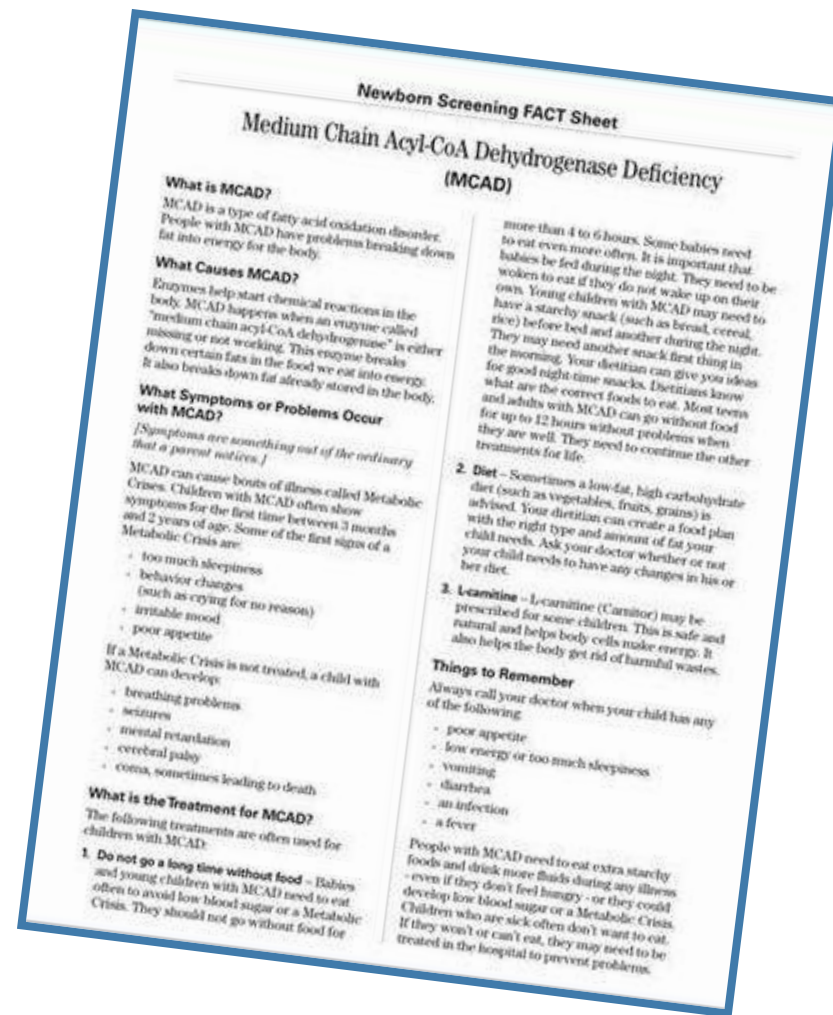 Newborn Screening FACT Sheet
Medium Chain Acyl-CoA Dehydrogenase Deficiency
(MCAD)
What is MCAD?
MCAD is a type of fatty acid oxidation disorder.
People with MCAD have problems breaking down
fat into energy for the body.
What Causes MCAD?
Enzymes help start chemical reactions in the
body. MCAD happens when an enzyme called
"medium chain acyl-CoA dehydrogenase" is either
missing or not working. This enzyme breaks
down certain fats in the food we eat into energy.
It also breaks down fat already stored in the body.
What Symptoms or Problems Occur
with MCAD?
[Symptoms are something out of the ordinary
that a parent notices.]
MCAD can cause bouts of illness called Metabolic
Crises. Children with MCAD often show
symptoms for the first time between 3 months
and 2 years of age. Some of the first signs of a
Metabolic Crisis are:
• too much sleepiness
• behavior changes
(such as crying for no reason)
• irritable mood
• poor appetite
If a Metabolic Crisis is not treated, a child with
MCAD can develop:
• breathing problems
• seizures
• mental retardation
• cerebral palsy
• coma, sometimes leading to death
What is the Treatment for MCAD?
The following treatments are often used for
children with MCAD:
1. Do not go a long time without food – Babies
and young children with MCAD need to eat
often to avoid low blood sugar or a Metabolic
Crisis. They should not go without food for
more than 4 to 6 hours. Some babies need
to eat even more often. It is important that
babies be fed during the night. They need to be
woken to eat if they do not wake up on their
own. Young children with MCAD may need to
have a starchy snack (such as bread, cereal,
rice) before bed and another during the night.
They may need another snack first thing in
the morning. Your dietitian can give you ideas
for good night-time snacks. Dietitians know
what are the correct foods to eat. Most teens
and adults with MCAD can go without food
for up to 12 hours without problems when
they are well. They need to continue the other
treatments for life.
2. Diet – Sometimes a low-fat, high carbohydrate
diet (such as vegetables, fruits, grains) is
advised. Your dietitian can create a food plan
with the right type and amount of fat your
child needs. Ask your doctor whether or not
your child needs to have any changes in his or
her diet.
3. L-carnitine – L-carnitine (Carnitor) may be
prescribed for some children. This is safe and
natural and helps body cells make energy. It
also helps the body get rid of harmful wastes.
Things to Remember
Always call your doctor when your child has any
of the following:
• poor appetite
• low energy or too much sleepiness
• vomiting
• diarrhea
• an infection
• a fever
People with MCAD need to eat extra starchy
foods and drink more fluids during any illness
- even if they don't feel hungry - or they could
develop low blood sugar or a Metabolic Crisis.
Children who are sick often don't want to eat.
If they won't or can't eat, they may need to be
treated in the hospital to prevent problems.